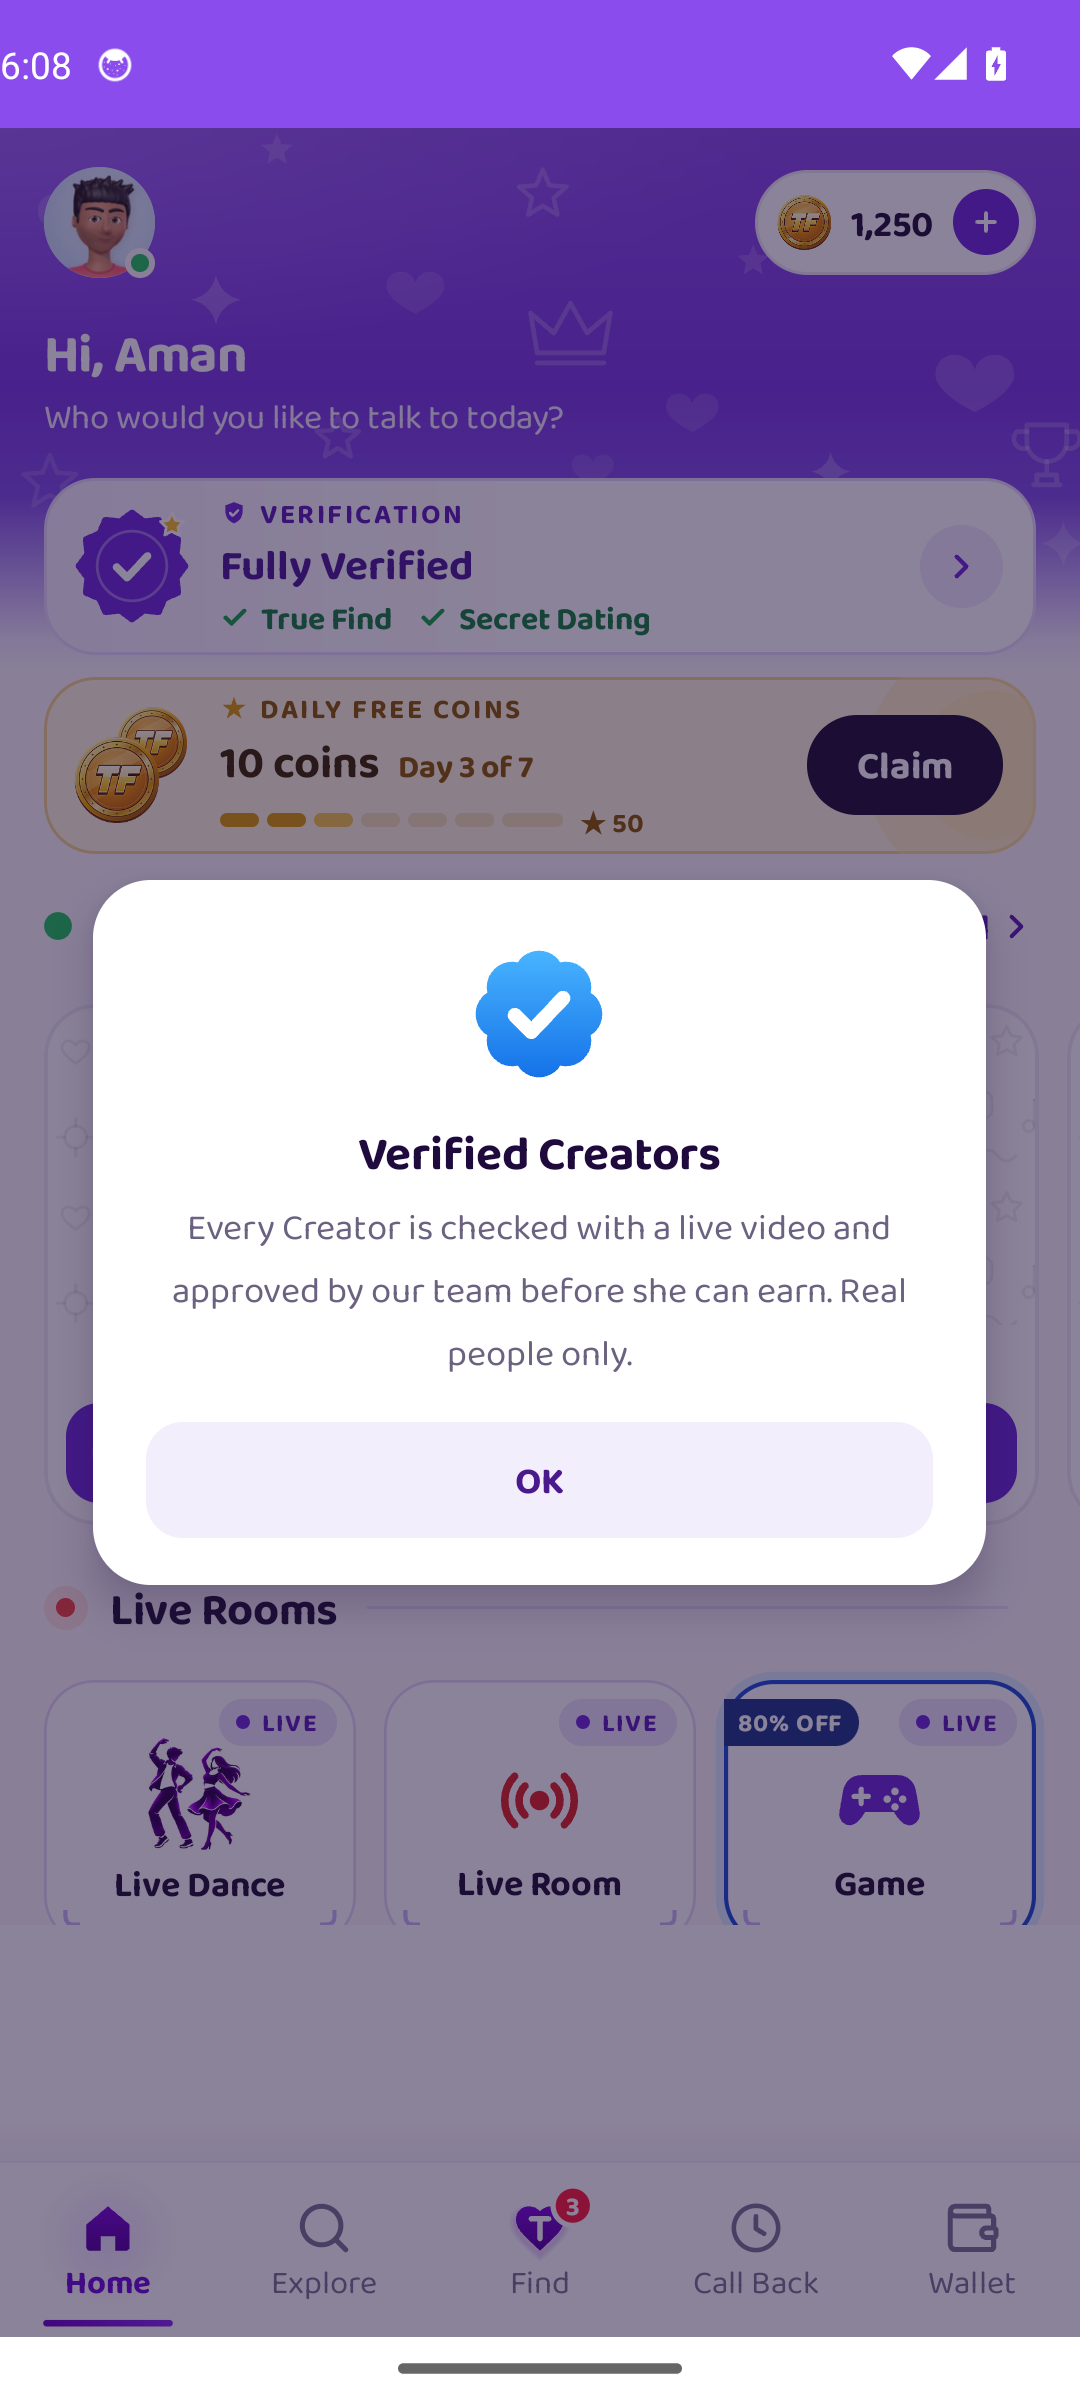 6:08
1,250
Hi, Aman
Who would you like to talk to today?
VERIFICATION
Fully Verified
True Find Secret Dating
DAILY FREE COINS
10 coins Day 3 of 7
Claim
★ 50
Verified Creators
Every Creator is checked with a live video and
approved by our team before she can earn. Real
people only.
OK
Live Rooms
LIVE
LIVE
80% OFF LIVE
Live Dance
Live Room
Game
3
Home
Explore
Find
Call Back
Wallet